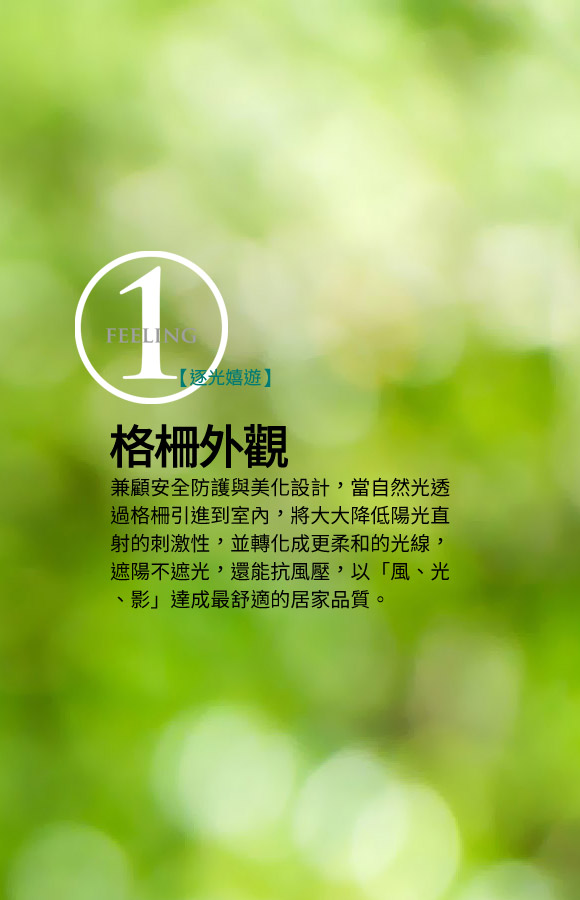 1
FEELING
【逐光嬉遊】
格柵外觀
兼顧安全防護與美化設計，當自然光透
過格柵引進到室內，將大大降低陽光直
射的刺激性，並轉化成更柔和的光線，
遮陽不遮光，還能抗風壓，以「風、光
、影」達成最舒適的居家品質。